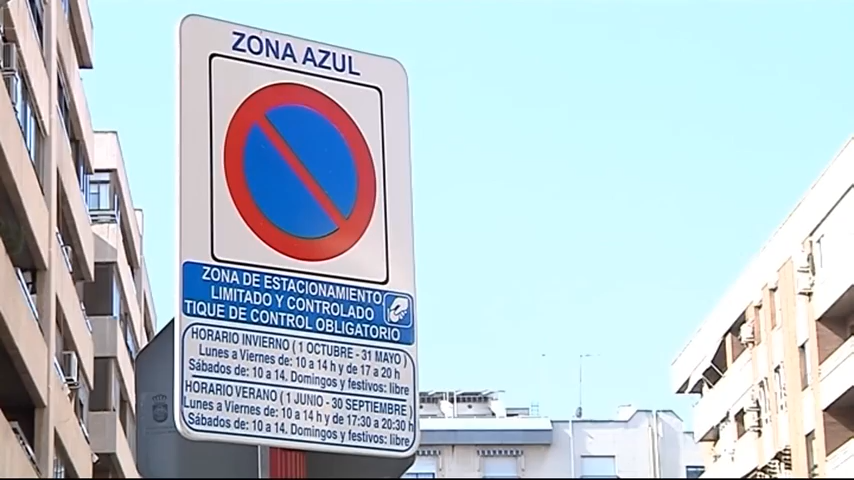 ZONA AZUL
ZONA DE ESTACIONAMIENTO
LIMITADO Y CONTROLADO
TIQUE DE CONTROL OBLIGATORIO
HORARIO INVIERNO (1 OCTUBRE - 31 MAYO)
Lunes a Viernes de: 10 a 14 h y de 17 a 20 h
Sábados de: 10 a 14. Domingos y festivos: libre
HORARIO VERANO (1 JUNIO - 30 SEPTIEMBRE)
Lunes a Viernes de: 10 a 14 h y de 17:30 a 20:30 h
Sábados de: 10 a 14. Domingos y festivos: libre